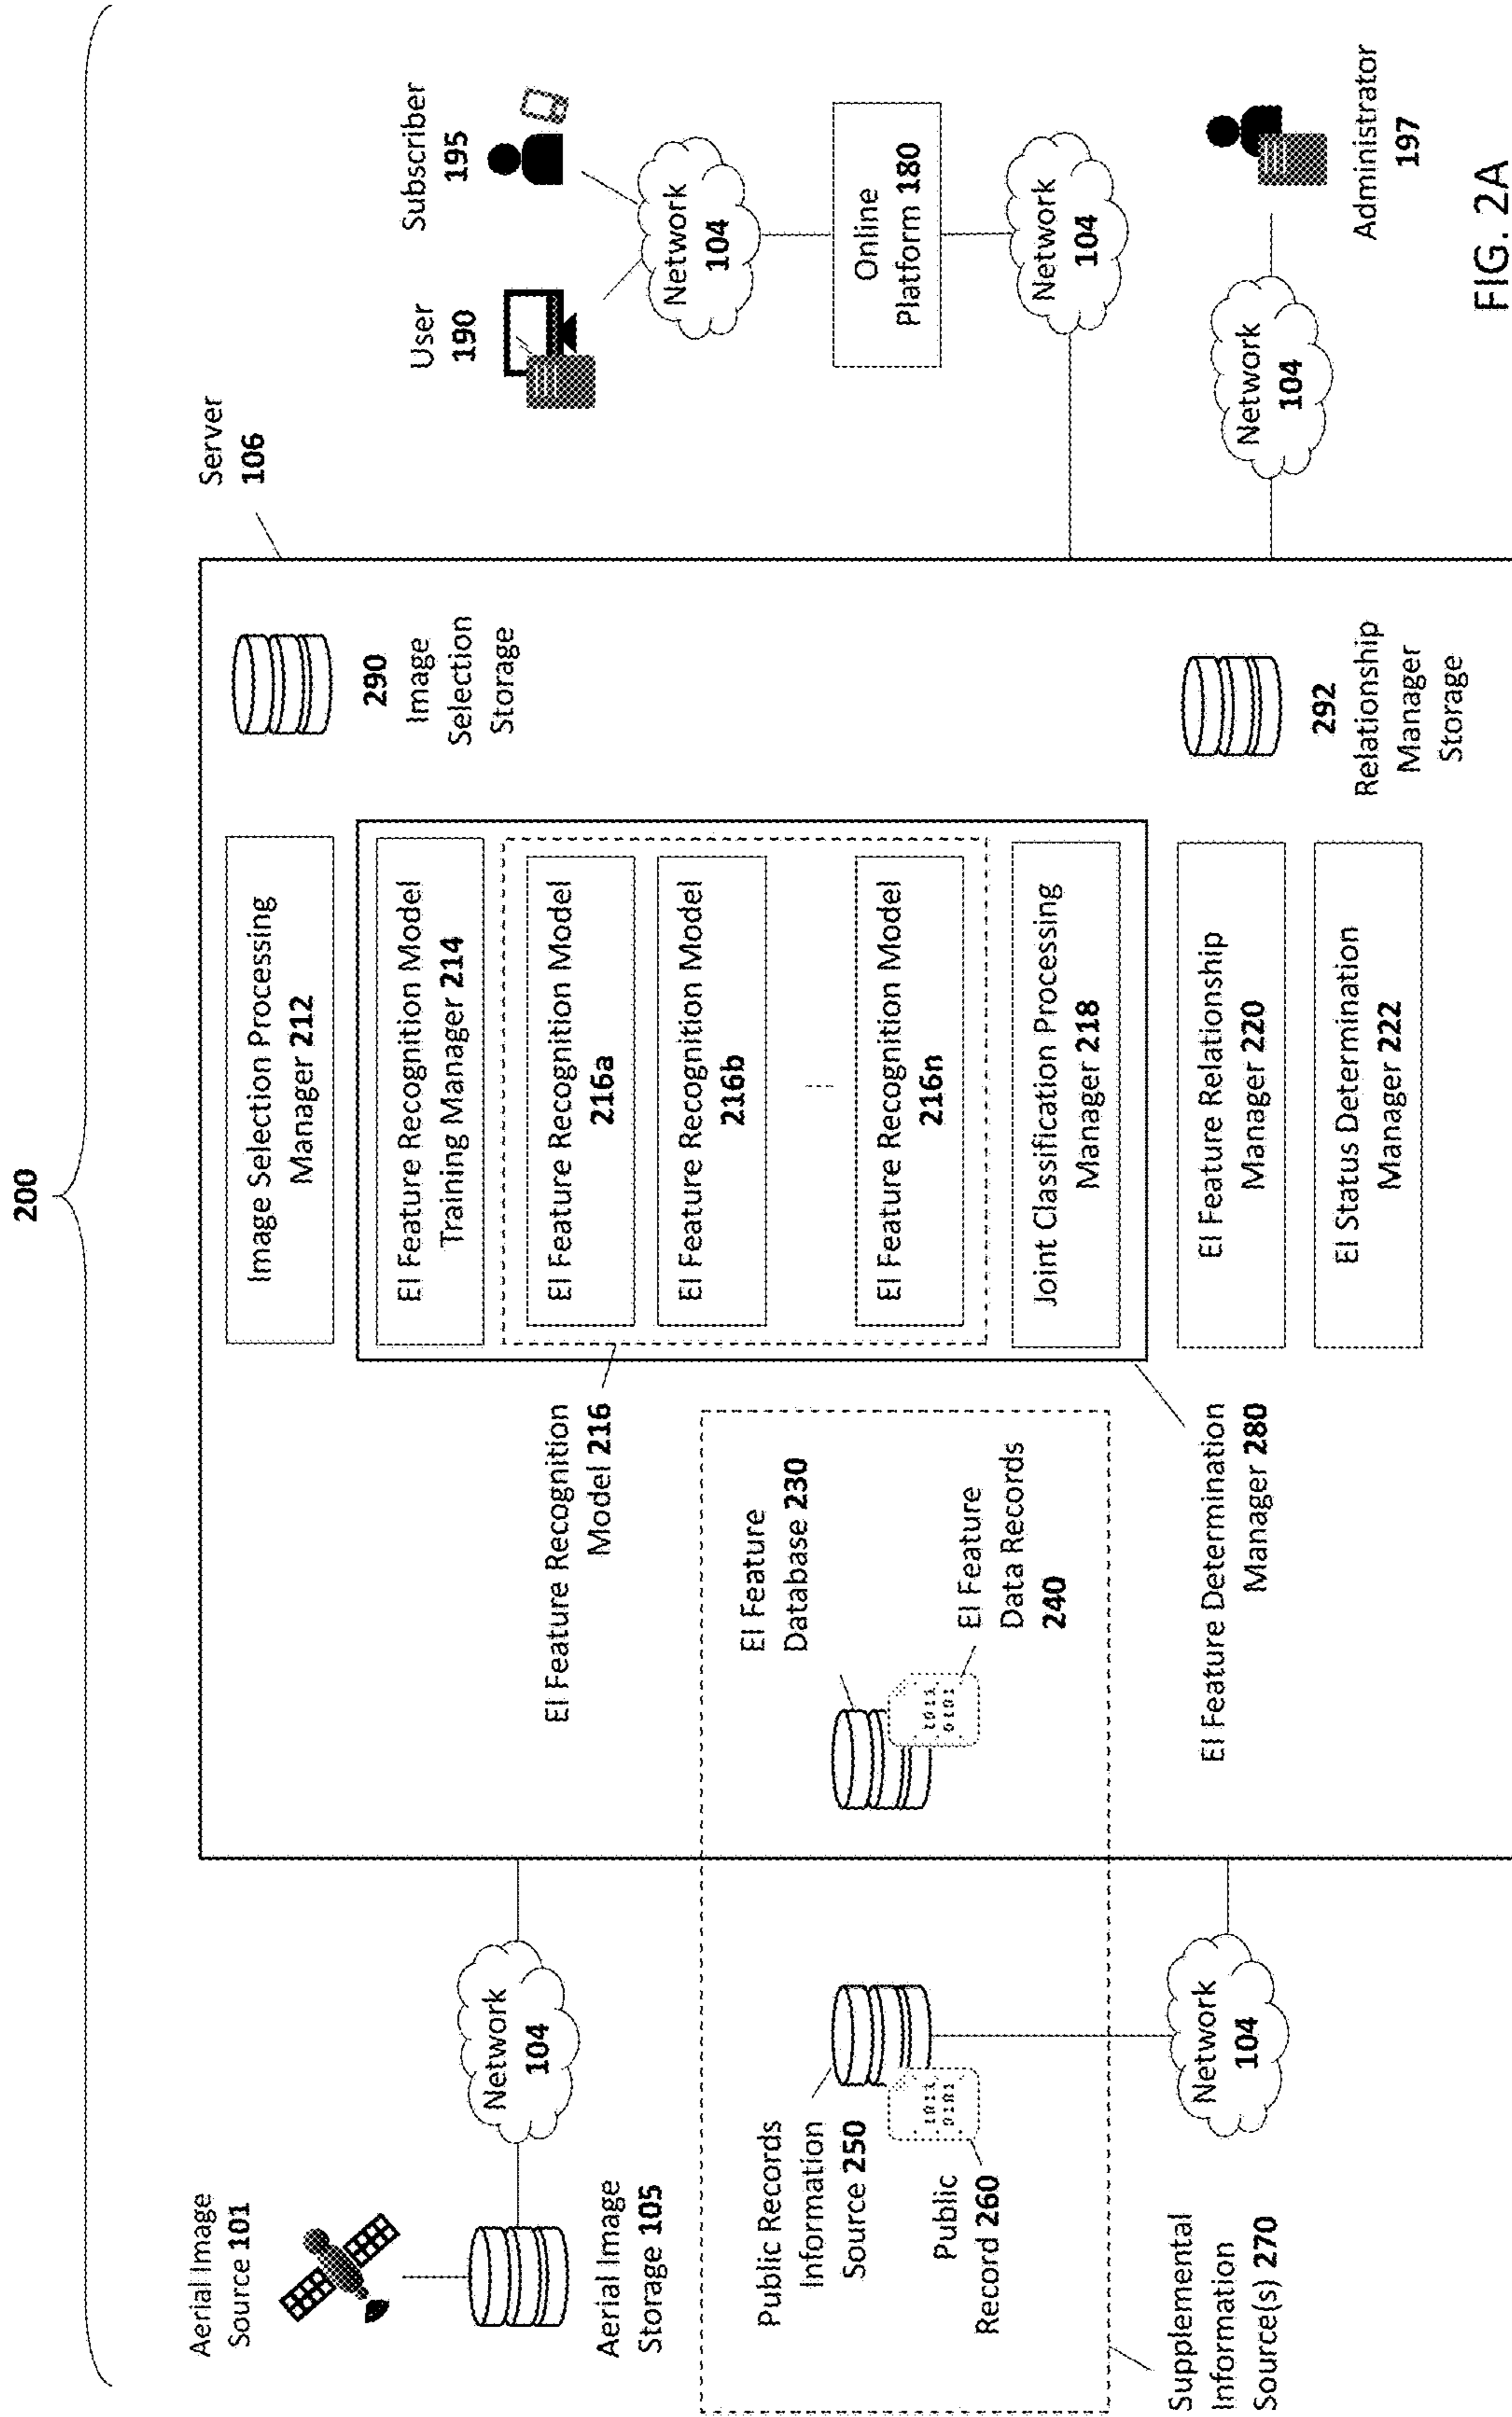 200
Aerial Image
Source 101
Aerial Image
Storage 105
Network
104
Public Records
Information
Source 250
1011
0101
Public
Record 260
Supplemental
Information
Source(s) 270
Network
104
Server
106
EI Feature Recognition
Model 216
EI Feature
Database 230
1011
0101
EI Feature
Data Records
240
EI Feature Determination
Manager 280
Image Selection Processing
Manager 212
EI Feature Recognition Model
Training Manager 214
EI Feature Recognition Model
216a
EI Feature Recognition Model
216b
...
EI Feature Recognition Model
216n
Joint Classification Processing
Manager 218
EI Feature Relationship
Manager 220
EI Status Determination
Manager 222
290
Image
Selection
Storage
292
Relationship
Manager
Storage
User
190
Subscriber
195
Network
104
Online
Platform 180
Network
104
Network
104
Administrator
197
FIG. 2A